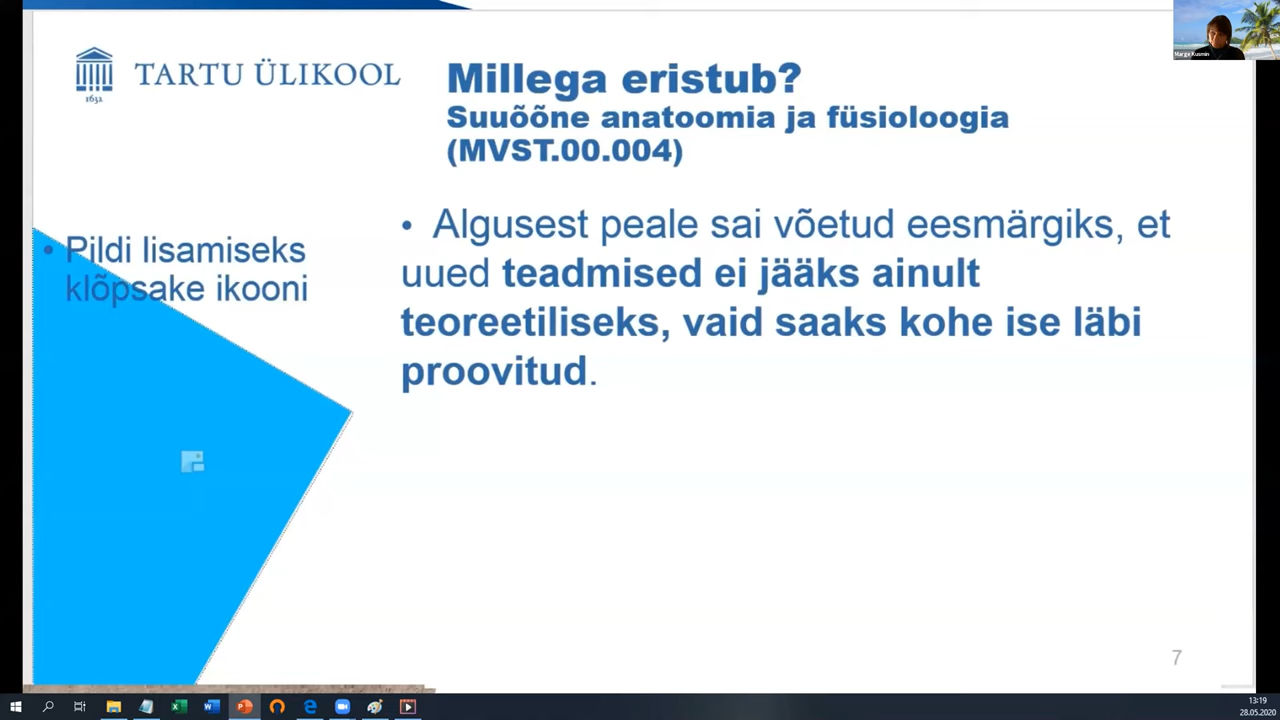 Marge Kusmin
TARTU ÜLIKOOL
1632
Millega eristub?
Suuõõne anatoomia ja füsioloogia
(MVST.00.004)
• Pildi lisamiseks
klõpsake ikooni
• Algusest peale sai võetud eesmärgiks, et
uued teadmised ei jääks ainult
teoreetiliseks, vaid saaks kohe ise läbi
proovitud.
7
13:19
28.05.2020